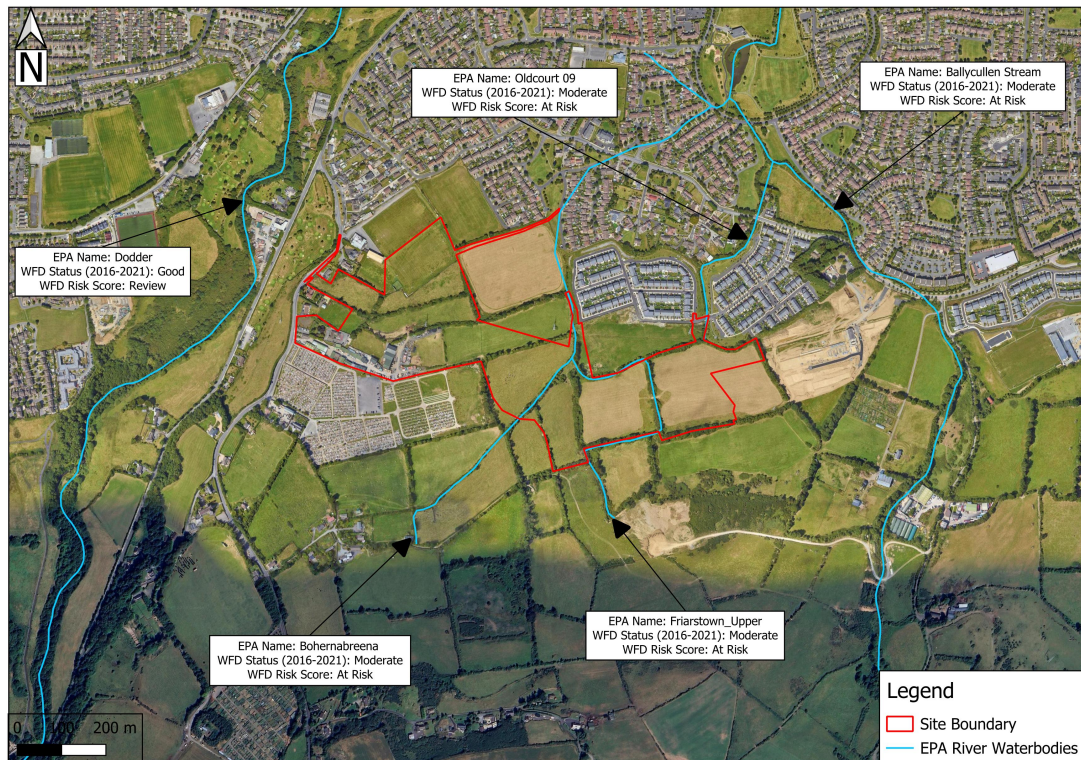 N
EPA Name: Oldcourt 09
WFD Status (2016-2021): Moderate
WFD Risk Score: At Risk
EPA Name: Ballycullen Stream
WFD Status (2016-2021): Moderate
WFD Risk Score: At Risk
EPA Name: Dodder
WFD Status (2016-2021): Good
WFD Risk Score: Review
EPA Name: Bohernabreena
WFD Status (2016-2021): Moderate
WFD Risk Score: At Risk
EPA Name: Friarstown_Upper
WFD Status (2016-2021): Moderate
WFD Risk Score: At Risk
Legend
Site Boundary
EPA River Waterbodies
0 100 200 m